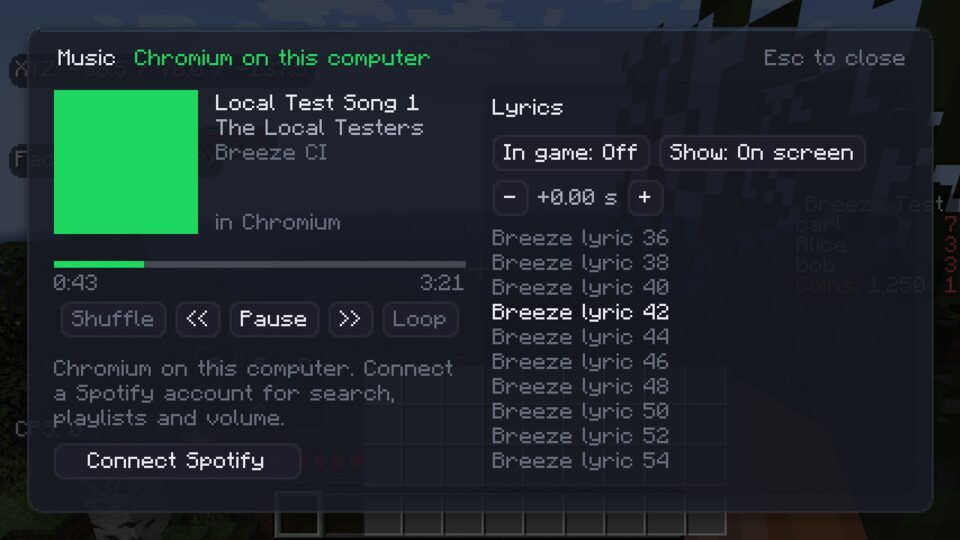 Music Chromium on this computer
Esc to close
Local Test Song 1
The Local Testers
Breeze CI
in Chromium
0:43
3:21
Shuffle
<<
Pause
>>
Loop
Chromium on this computer. Connect
a Spotify account for search,
playlists and volume.
Connect Spotify
Lyrics
In game: Off
Show: On screen
- +0.00 s +
Breeze lyric 36
Breeze lyric 38
Breeze lyric 40
Breeze lyric 42
Breeze lyric 44
Breeze lyric 46
Breeze lyric 48
Breeze lyric 50
Breeze lyric 52
Breeze lyric 54
Breeze Test
carl 7
Alice 3
bob 3
Coins: 1,250 1